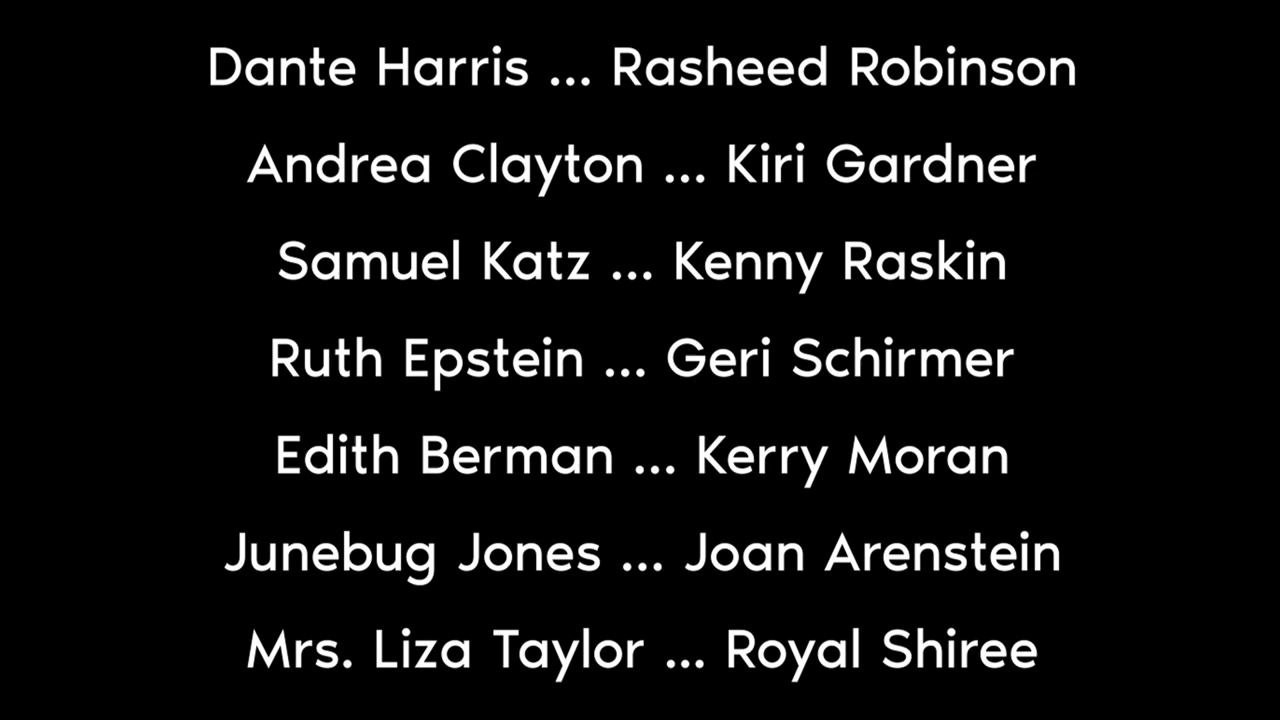 Dante Harris ... Rasheed Robinson
Andrea Clayton ... Kiri Gardner
Samuel Katz ... Kenny Raskin
Ruth Epstein ... Geri Schirmer
Edith Berman ... Kerry Moran
Junebug Jones ... Joan Arenstein
Mrs. Liza Taylor ... Royal Shiree